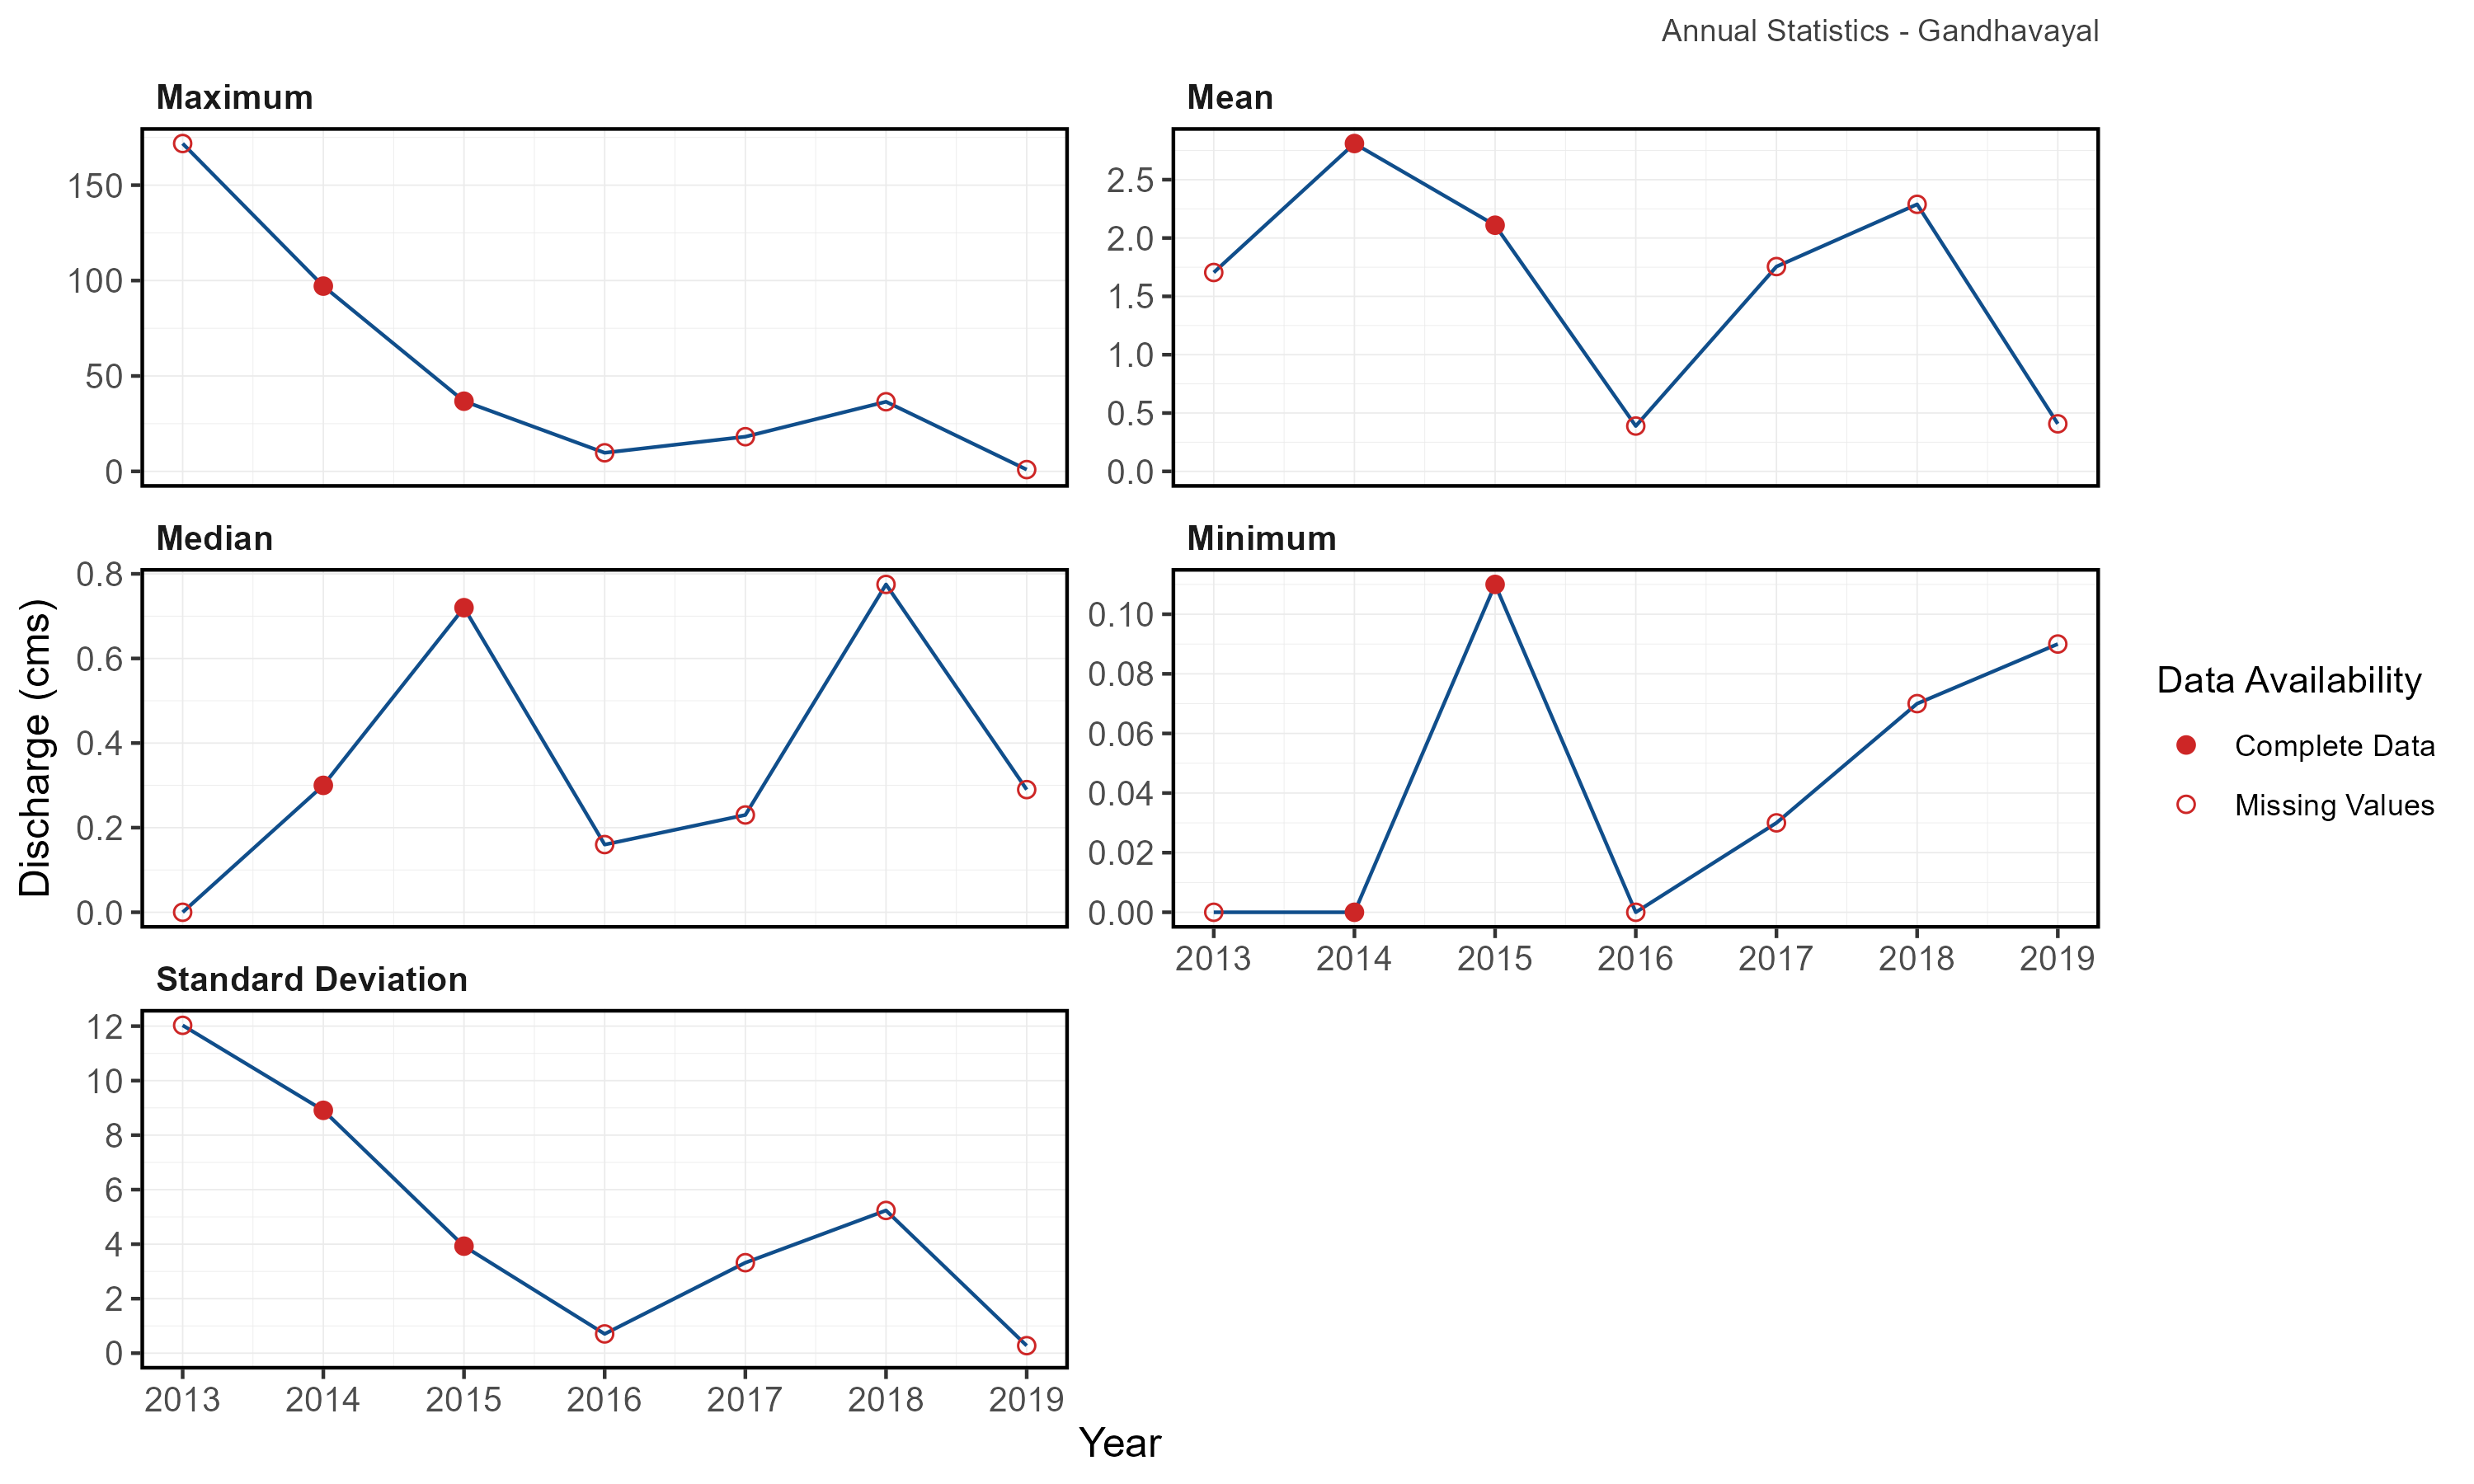 Annual Statistics - Gandhavayal
Maximum
150
100
50
0
Mean
2.5
2.0
1.5
1.0
0.5
0.0
Discharge (cms)
Median
0.8
0.6
0.4
0.2
0.0
Minimum
0.10
0.08
0.06
0.04
0.02
0.00
2013 2014 2015 2016 2017 2018 2019
Standard Deviation
12
10
8
6
4
2
0
2013 2014 2015 2016 2017 2018 2019
Year
Data Availability
Complete Data
Missing Values